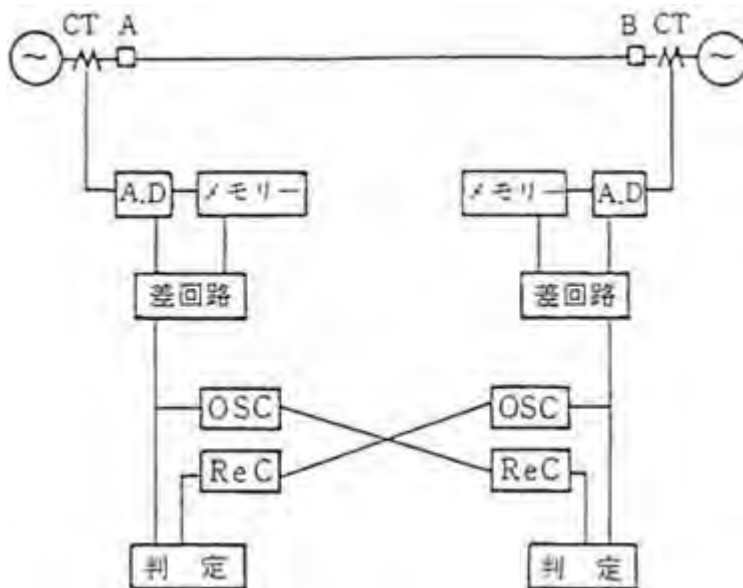 CT A B CT
A.D メモリー メモリー A.D
差回路 差回路
OSC OSC
ReC ReC
判 定 判 定